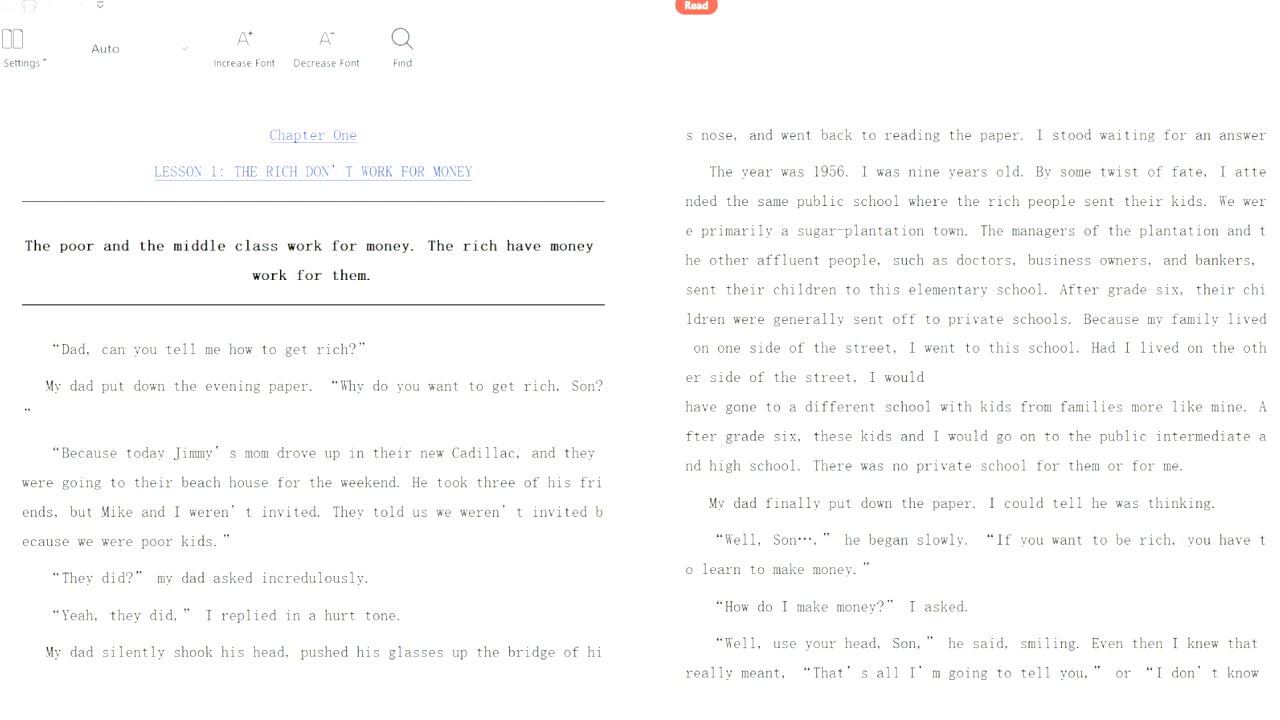 Read
Settings
Auto
Increase Font
Decrease Font
Find
Chapter One
LESSON 1: THE RICH DON’T WORK FOR MONEY
The poor and the middle class work for money. The rich have money
work for them.
“Dad, can you tell me how to get rich?”
My dad put down the evening paper. “Why do you want to get rich, Son?
”
“Because today Jimmy’s mom drove up in their new Cadillac, and they
were going to their beach house for the weekend. He took three of his fri
ends, but Mike and I weren’t invited. They told us we weren’t invited b
ecause we were poor kids.”
“They did?” my dad asked incredulously.
“Yeah, they did,” I replied in a hurt tone.
My dad silently shook his head, pushed his glasses up the bridge of hi
s nose, and went back to reading the paper. I stood waiting for an answer
The year was 1956. I was nine years old. By some twist of fate, I atte
nded the same public school where the rich people sent their kids. We wer
e primarily a sugar-plantation town. The managers of the plantation and t
he other affluent people, such as doctors, business owners, and bankers,
sent their children to this elementary school. After grade six, their chi
ldren were generally sent off to private schools. Because my family lived
on one side of the street, I went to this school. Had I lived on the oth
er side of the street, I would
have gone to a different school with kids from families more like mine. A
fter grade six, these kids and I would go on to the public intermediate a
nd high school. There was no private school for them or for me.
My dad finally put down the paper. I could tell he was thinking.
“Well, Son…,” he began slowly. “If you want to be rich, you have t
o learn to make money.”
“How do I make money?” I asked.
“Well, use your head, Son,” he said, smiling. Even then I knew that
really meant, “That’s all I’m going to tell you,” or “I don’t know